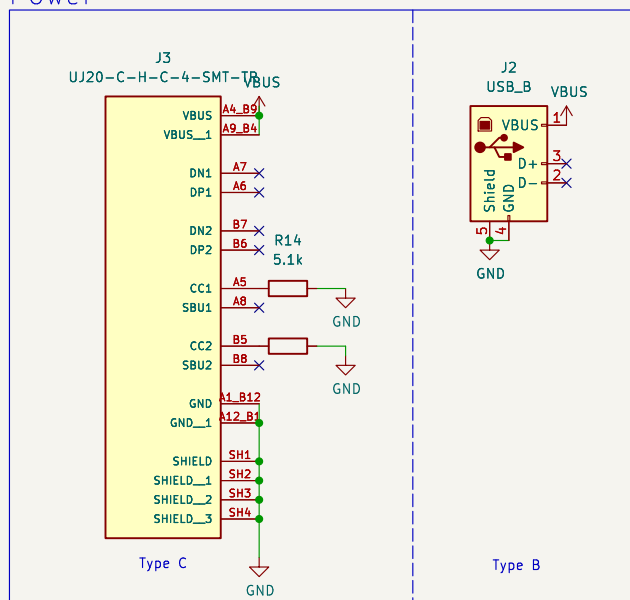 Power
J3
UJ20-C-H-C-4-SMT-TR
VBUS
VBUS A4_B9
VBUS__1 A9_B4
DN1 A7
DP1 A6
DN2 B7
DP2 B6
R14
5.1k
CC1 A5
SBU1 A8
GND
CC2 B5
SBU2 B8
GND
GND A1_B12
GND__1 A12_B1
SHIELD SH1
SHIELD__1 SH2
SHIELD__2 SH3
SHIELD__3 SH4
GND
Type C
J2
USB_B
VBUS
VBUS 1
D+ 3
D- 2
Shield 5
GND 4
GND
Type B